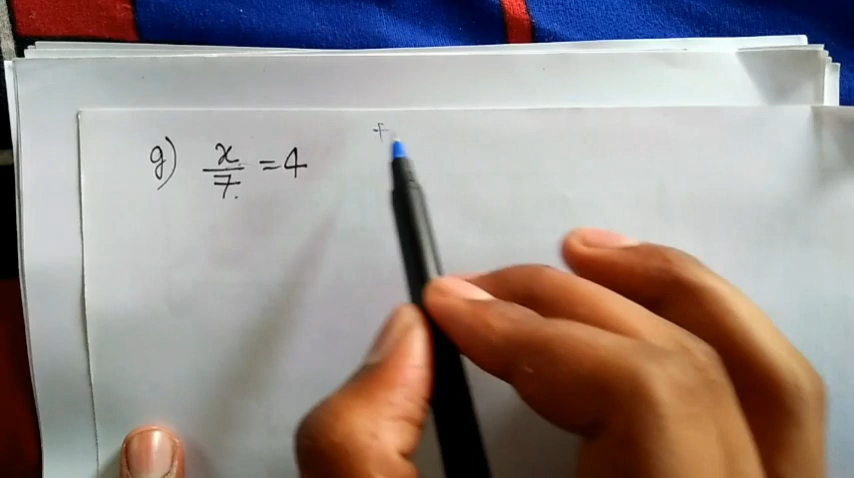 g) x/7 = 4 +